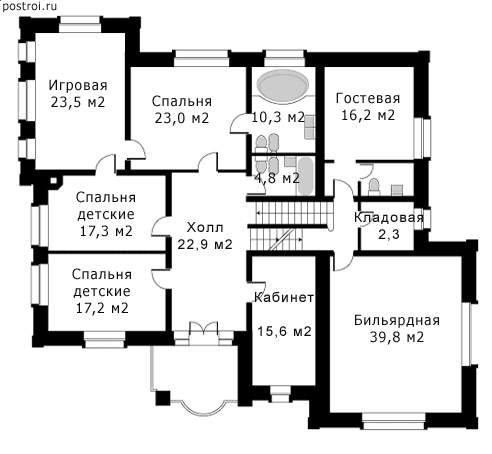 postroi.ru
Игровая
23,5 м2
Спальня
23,0 м2
10,3 м2
Гостевая
16,2 м2
4,8 м2
Спальня
детские
17,3 м2
Холл
22,9 м2
Кладовая
2,3
Спальня
детские
17,2 м2
Кабинет
15,6 м2
Бильярдная
39,8 м2